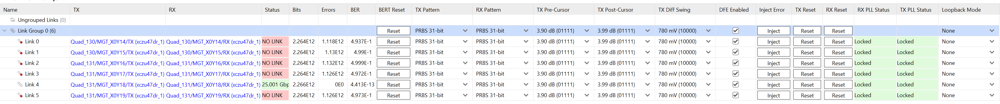 Name TX RX Status Bits Errors BER BERT Reset TX Pattern RX Pattern TX Pre-Cursor TX Post-Cursor TX Diff Swing DFE Enabled Inject Error TX Reset RX Reset RX PLL Status TX PLL Status Loopback Mode
Ungrouped Links (0)
Link Group 0 (6) Reset PRBS 31-bit PRBS 31-bit 3.90 dB (01111) 3.99 dB (01111) 780 mV (10000) Inject Reset Reset None
Link 0 Quad_130/MGT_X0Y14/TX (xczu47dr_1) Quad_130/MGT_X0Y14/RX (xczu47dr_1) NO LINK 2.264E12 1.118E12 4.937E-1 Reset PRBS 31-bit PRBS 31-bit 3.90 dB (01111) 3.99 dB (01111) 780 mV (10000) Inject Reset Reset Locked Locked None
Link 1 Quad_130/MGT_X0Y15/TX (xczu47dr_1) Quad_130/MGT_X0Y15/RX (xczu47dr_1) NO LINK 2.264E12 1.13E12 4.99E-1 Reset PRBS 31-bit PRBS 31-bit 3.90 dB (01111) 3.99 dB (01111) 780 mV (10000) Inject Reset Reset Locked Locked None
Link 2 Quad_131/MGT_X0Y16/TX (xczu47dr_1) Quad_131/MGT_X0Y16/RX (xczu47dr_1) NO LINK 2.264E12 1.132E12 4.999E-1 Reset PRBS 31-bit PRBS 31-bit 3.90 dB (01111) 3.99 dB (01111) 780 mV (10000) Inject Reset Reset Locked Locked None
Link 3 Quad_131/MGT_X0Y17/TX (xczu47dr_1) Quad_131/MGT_X0Y17/RX (xczu47dr_1) NO LINK 2.264E12 1.126E12 4.972E-1 Reset PRBS 31-bit PRBS 31-bit 3.90 dB (01111) 3.99 dB (01111) 780 mV (10000) Inject Reset Reset Locked Locked None
Link 4 Quad_131/MGT_X0Y18/TX (xczu47dr_1) Quad_131/MGT_X0Y18/RX (xczu47dr_1) 25.001 Gbp 2.266E12 0E0 4.413E-13 Reset PRBS 31-bit PRBS 31-bit 3.90 dB (01111) 3.99 dB (01111) 780 mV (10000) Inject Reset Reset Locked Locked None
Link 5 Quad_131/MGT_X0Y19/TX (xczu47dr_1) Quad_131/MGT_X0Y19/RX (xczu47dr_1) NO LINK 2.264E12 1.126E12 4.973E-1 Reset PRBS 31-bit PRBS 31-bit 3.90 dB (01111) 3.99 dB (01111) 780 mV (10000) Inject Reset Reset Locked Locked None